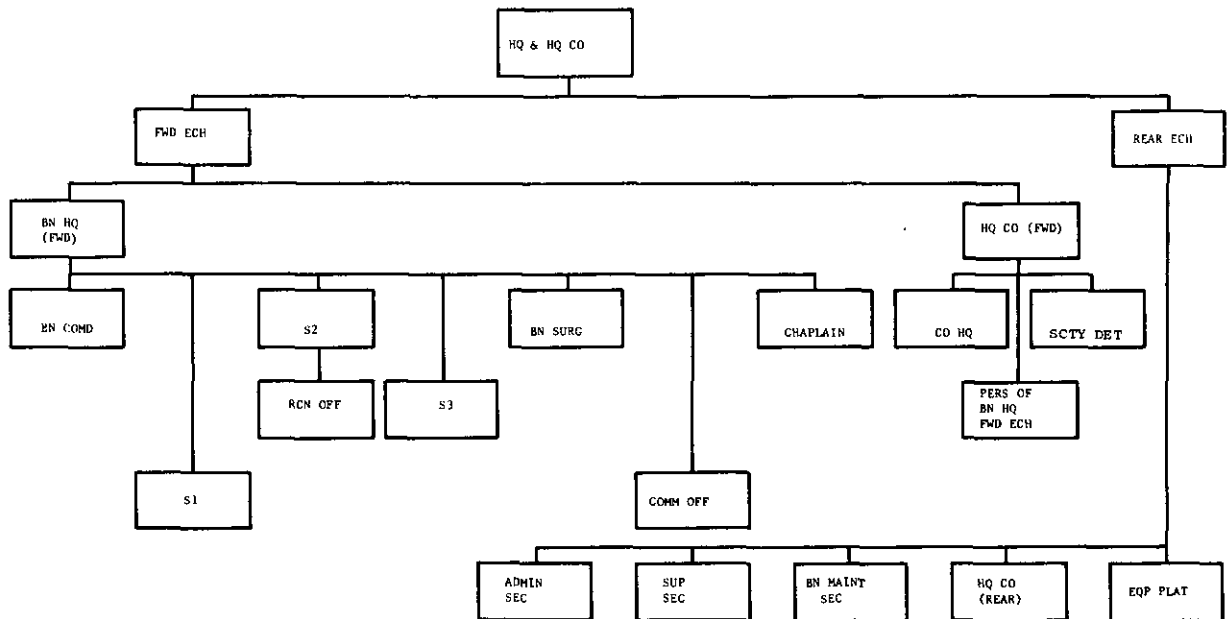 HQ & HQ CO
FWD ECH
REAR ECH
BN HQ
(FWD)
HQ CO (FWD)
BN COMD
S2
BN SURG
CHAPLAIN
CO HQ
SCTY DET
RCN OFF
S3
PERS OF
BN HQ
FWD ECH
S1
COMM OFF
ADMIN
SEC
SUP
SEC
BN MAINT
SEC
HQ CO
(REAR)
EQP PLAT